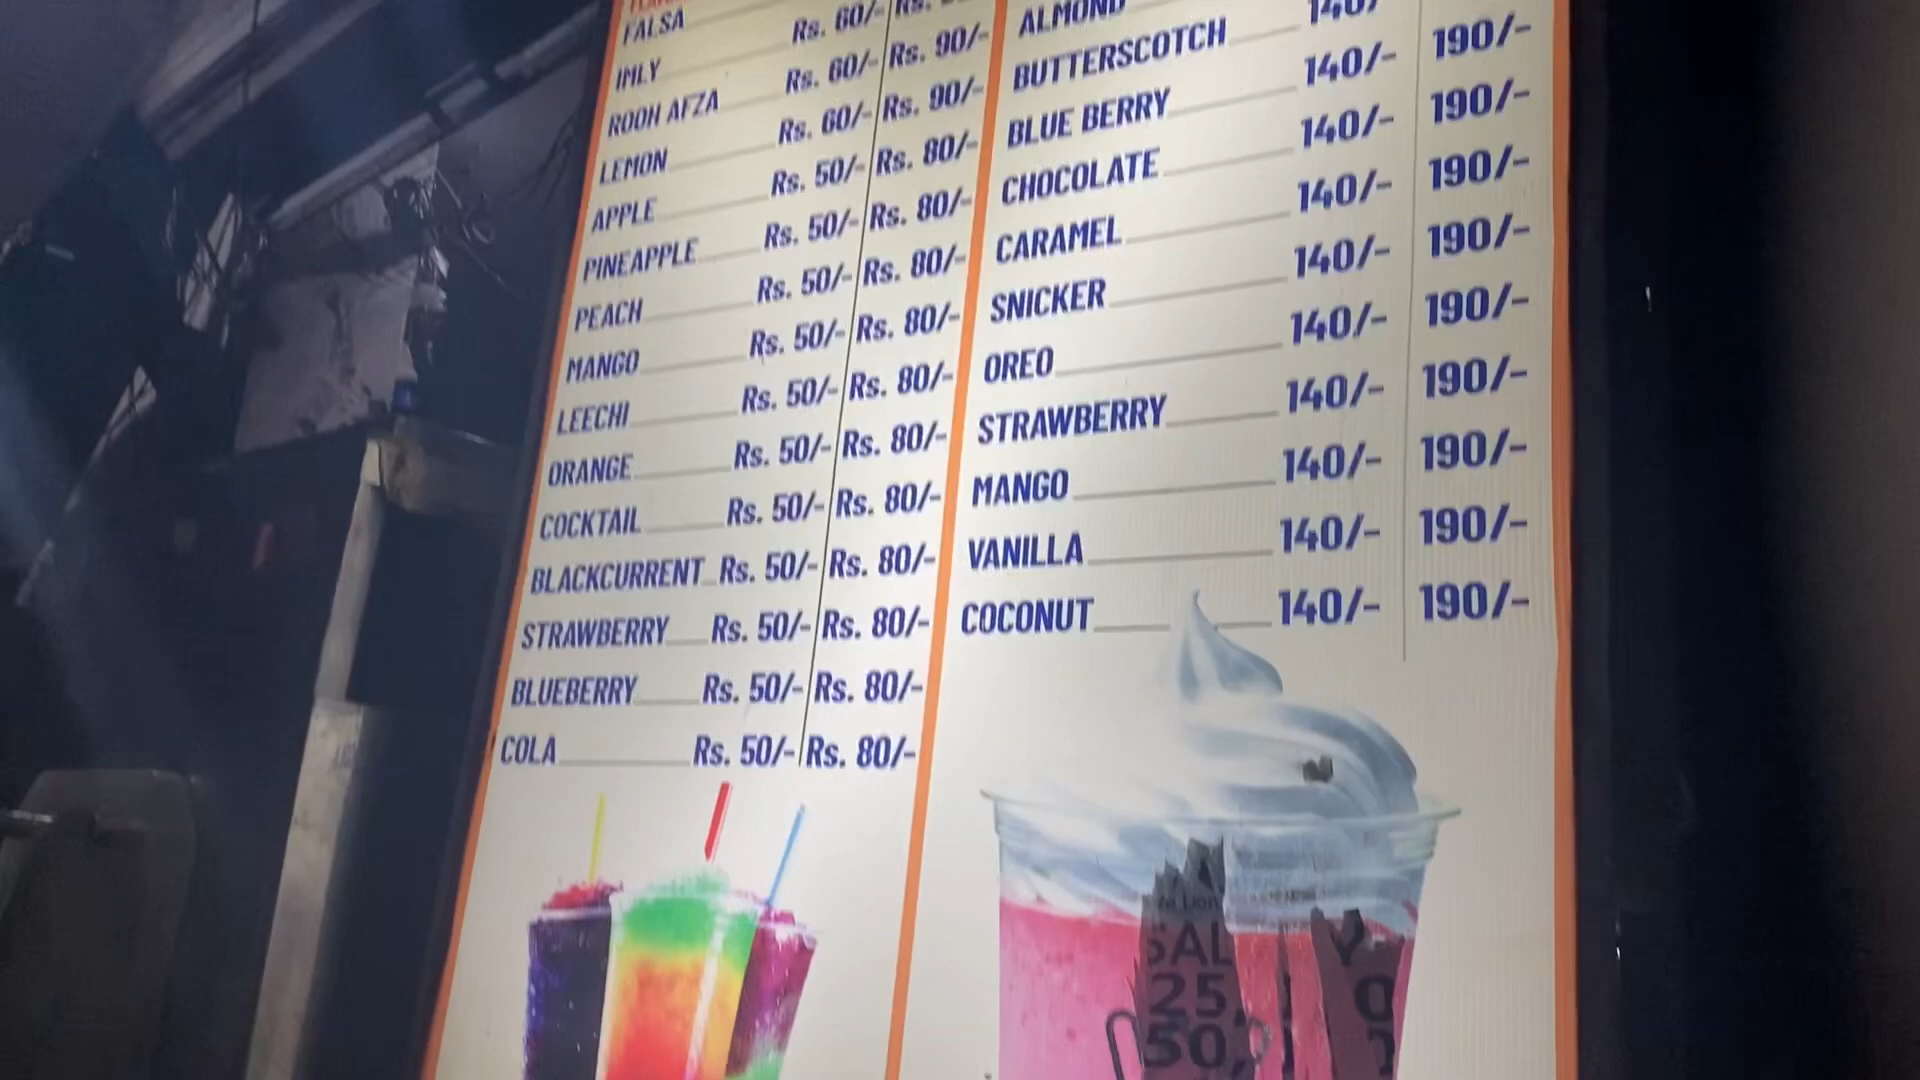 FALSA
IMLY Rs. 60/- Rs.
ROOH AFZA Rs. 60/- Rs. 90/-
LEMON Rs. 60/- Rs. 90/-
APPLE Rs. 50/- Rs. 80/-
PINEAPPLE Rs. 50/- Rs. 80/-
PEACH Rs. 50/- Rs. 80/-
MANGO Rs. 50/- Rs. 80/-
LEECHI Rs. 50/- Rs. 80/-
ORANGE Rs. 50/- Rs. 80/-
COCKTAIL Rs. 50/- Rs. 80/-
BLACKCURRENT Rs. 50/- Rs. 80/-
STRAWBERRY Rs. 50/- Rs. 80/-
BLUEBERRY Rs. 50/- Rs. 80/-
COLA Rs. 50/- Rs. 80/-
ALMOND
BUTTERSCOTCH 140/-
BLUE BERRY 140/- 190/-
CHOCOLATE 140/- 190/-
CARAMEL 140/- 190/-
SNICKER 140/- 190/-
OREO 140/- 190/-
STRAWBERRY 140/- 190/-
MANGO 140/- 190/-
VANILLA 140/- 190/-
COCONUT 140/- 190/-
SAL
25,
50,